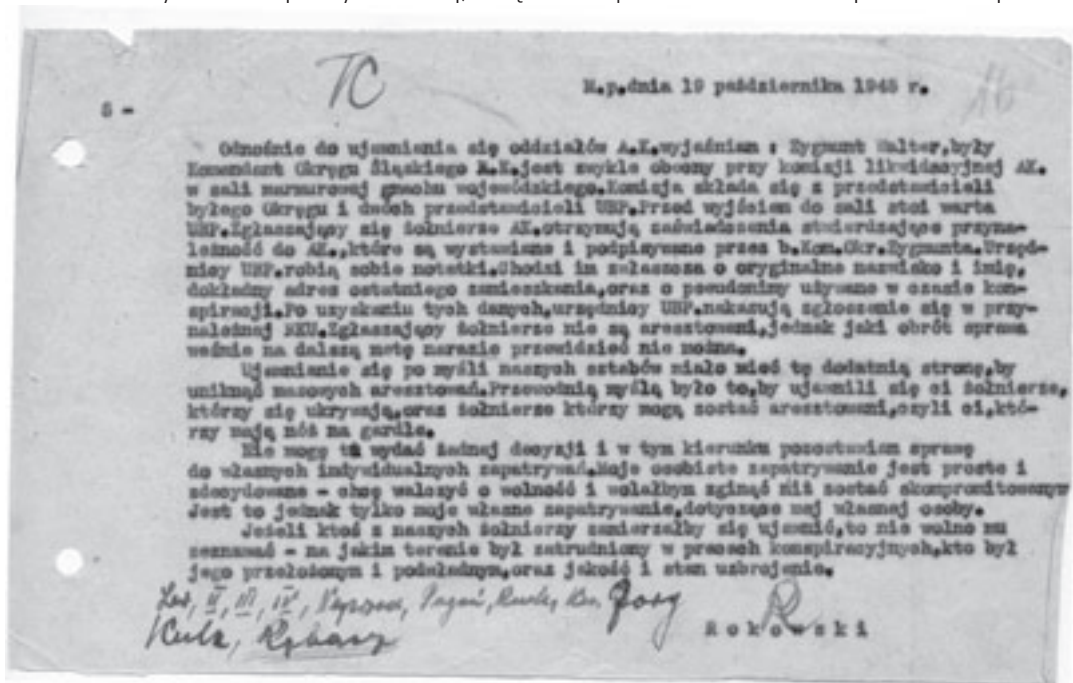 TC
M.p.dnia 19 października 1945 r.
16
5 -
Odnośnie do ujawnienia się oddziałów A.K.wyjaśniam : Zygmunt Walter,były
Komendant Okręgu Śląskiego A.K.jest zwykle obecny przy komisji likwidacyjnej AK.
w sali marmurowej gmachu wojewódzkiego.Komisja składa się z przedstawicieli
byłego Okręgu i dwóch przedstawicieli UBP.Przed wyjściem do sali stoi warta
UBP.Zgłaszający się żołnierze AK.otrzymują zaświadczenia stwierdzające przyna-
leżność do AK.,które są wystawiane i podpisywane przez b.Kom.Okr.Zygmunta.Urzęd-
nicy UBP.robią sobie notatki.Chodzi im zwłaszcza o oryginalne nazwisko i imię,
dokładny adres ostatniego zamieszkania,oraz o pseudonimy używane w czasie kon-
spiracji.Po uzyskaniu tych danych,urzędnicy UBP.nakazują zgłoszenie się w przy-
należnej RKU.Zgłaszający żołnierze nie są aresztowani,jednak jaki obrót sprawa
weźmie na dalszą metę narazie przewidzieć nie można.
Ujawnianie się po myśli naszych sztabów miało mieć tę dodatnią stronę,by
uniknąć masowych aresztowań.Przewodnią myślą było to,by ujawnili się ci żołnierze,
którzy się ukrywają,oraz żołnierze którzy mogą zostać aresztowani,czyli ci,któ-
rzy mają nóż na gardle.
Nie mogę tu wydać żadnej decyzji i w tym kierunku pozostawiam sprawę
do własnych indywidualnych zapatrywań.Moje osobiste zapatrywanie jest proste i
zdecydowane - chcę walczyć o wolność i wolałbym zginąć niż zostać skompromitowanym
Jest to jednak tylko moje własne zapatrywanie,dotyczące mej własnej osoby.
Jeżeli ktoś z naszych żołnierzy zamierzałby się ujawnić,to nie wolno mu
zeznawać - na jakim terenie był zatrudniony w pracach konspiracyjnych,kto był
jego przełożonym i podwładnym,oraz jakość i stan uzbrojenia.
II, III, IV
Rokowski